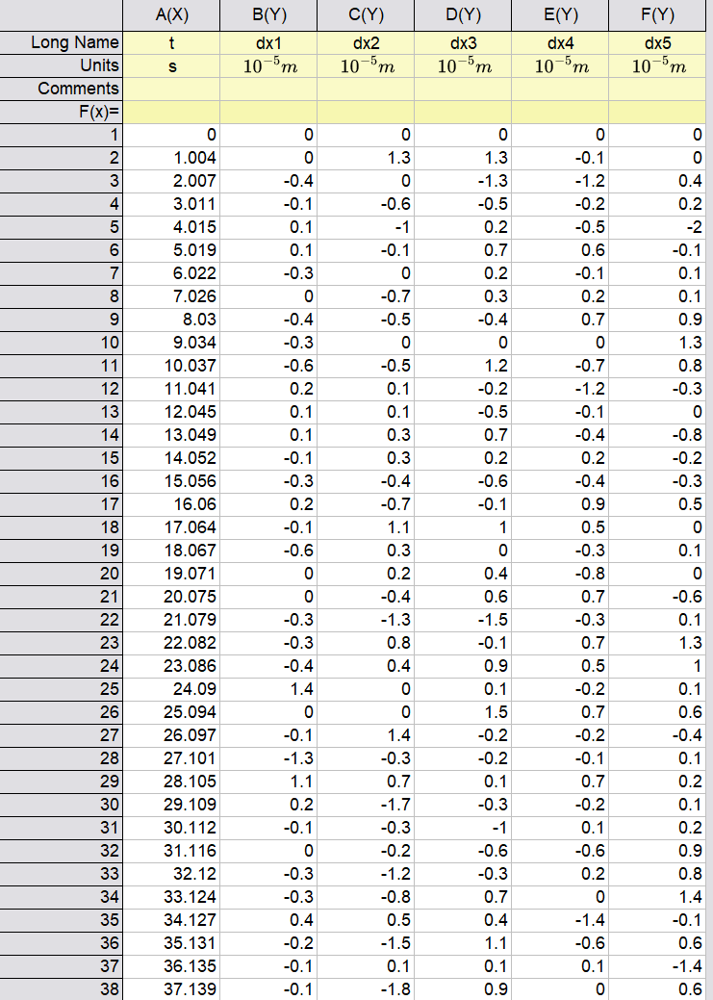 A(X) B(Y) C(Y) D(Y) E(Y) F(Y)
Long Name t dx1 dx2 dx3 dx4 dx5
Units s 10⁻⁵m 10⁻⁵m 10⁻⁵m 10⁻⁵m 10⁻⁵m
Comments
F(x)=
1 0 0 0 0 0 0
2 1.004 0 1.3 1.3 -0.1 0
3 2.007 -0.4 0 -1.3 -1.2 0.4
4 3.011 -0.1 -0.6 -0.5 -0.2 0.2
5 4.015 0.1 -1 0.2 -0.5 -2
6 5.019 0.1 -0.1 0.7 0.6 -0.1
7 6.022 -0.3 0 0.2 -0.1 0.1
8 7.026 0 -0.7 0.3 0.2 0.1
9 8.03 -0.4 -0.5 -0.4 0.7 0.9
10 9.034 -0.3 0 0 0 1.3
11 10.037 -0.6 -0.5 1.2 -0.7 0.8
12 11.041 0.2 0.1 -0.2 -1.2 -0.3
13 12.045 0.1 0.1 -0.5 -0.1 0
14 13.049 0.1 0.3 0.7 -0.4 -0.8
15 14.052 -0.1 0.3 0.2 0.2 -0.2
16 15.056 -0.3 -0.4 -0.6 -0.4 -0.3
17 16.06 0.2 -0.7 -0.1 0.9 0.5
18 17.064 -0.1 1.1 1 0.5 0
19 18.067 -0.6 0.3 0 -0.3 0.1
20 19.071 0 0.2 0.4 -0.8 0
21 20.075 0 -0.4 0.6 0.7 -0.6
22 21.079 -0.3 -1.3 -1.5 -0.3 0.1
23 22.082 -0.3 0.8 -0.1 0.7 1.3
24 23.086 -0.4 0.4 0.9 0.5 1
25 24.09 1.4 0 0.1 -0.2 0.1
26 25.094 0 0 1.5 0.7 0.6
27 26.097 -0.1 1.4 -0.2 -0.2 -0.4
28 27.101 -1.3 -0.3 -0.2 -0.1 0.1
29 28.105 1.1 0.7 0.1 0.7 0.2
30 29.109 0.2 -1.7 -0.3 -0.2 0.1
31 30.112 -0.1 -0.3 -1 0.1 0.2
32 31.116 0 -0.2 -0.6 -0.6 0.9
33 32.12 -0.3 -1.2 -0.3 0.2 0.8
34 33.124 -0.3 -0.8 0.7 0 1.4
35 34.127 0.4 0.5 0.4 -1.4 -0.1
36 35.131 -0.2 -1.5 1.1 -0.6 0.6
37 36.135 -0.1 0.1 0.1 0.1 -1.4
38 37.139 -0.1 -1.8 0.9 0 0.6